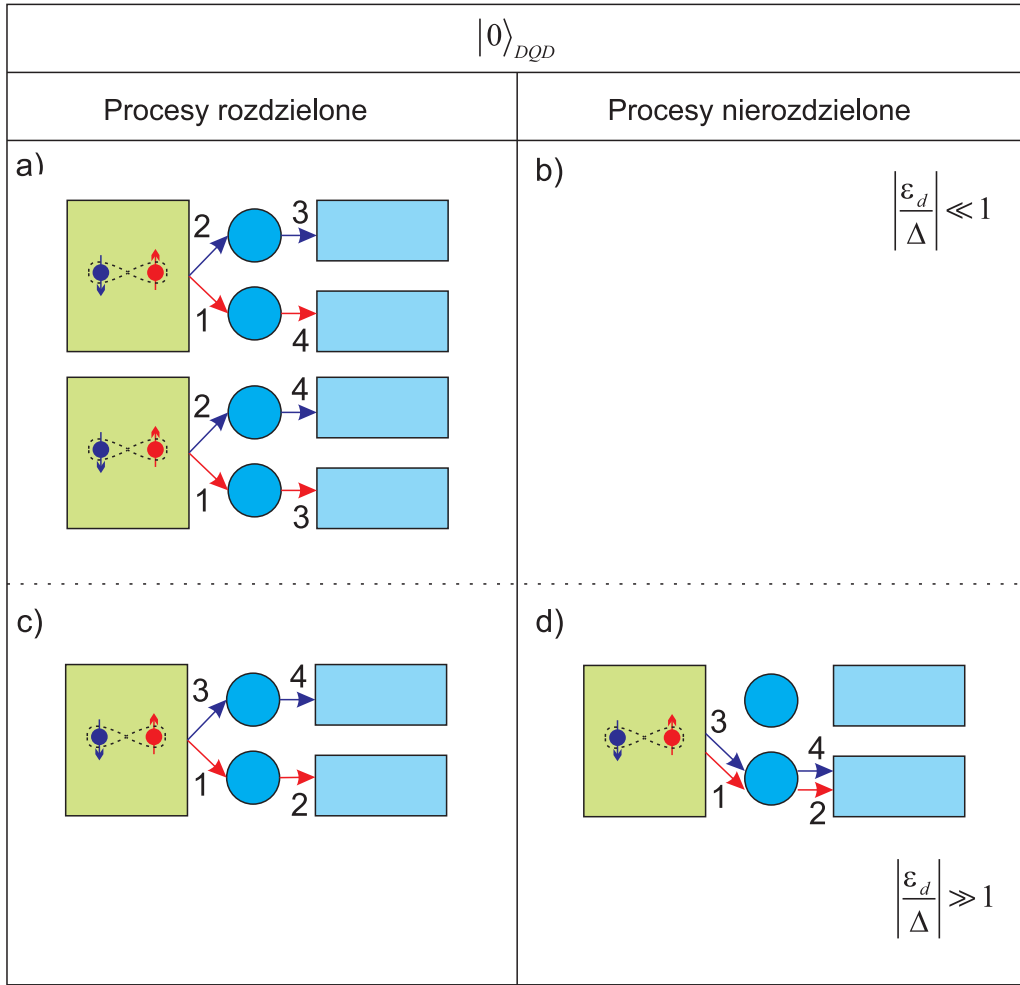 |0⟩_DQD
Procesy rozdzielone
Procesy nierozdzielone
a)
2
3
1
4
2
4
1
3
b)
|ε_d/Δ| ≪ 1
c)
3
4
1
2
d)
3
4
1
2
|ε_d/Δ| ≫ 1